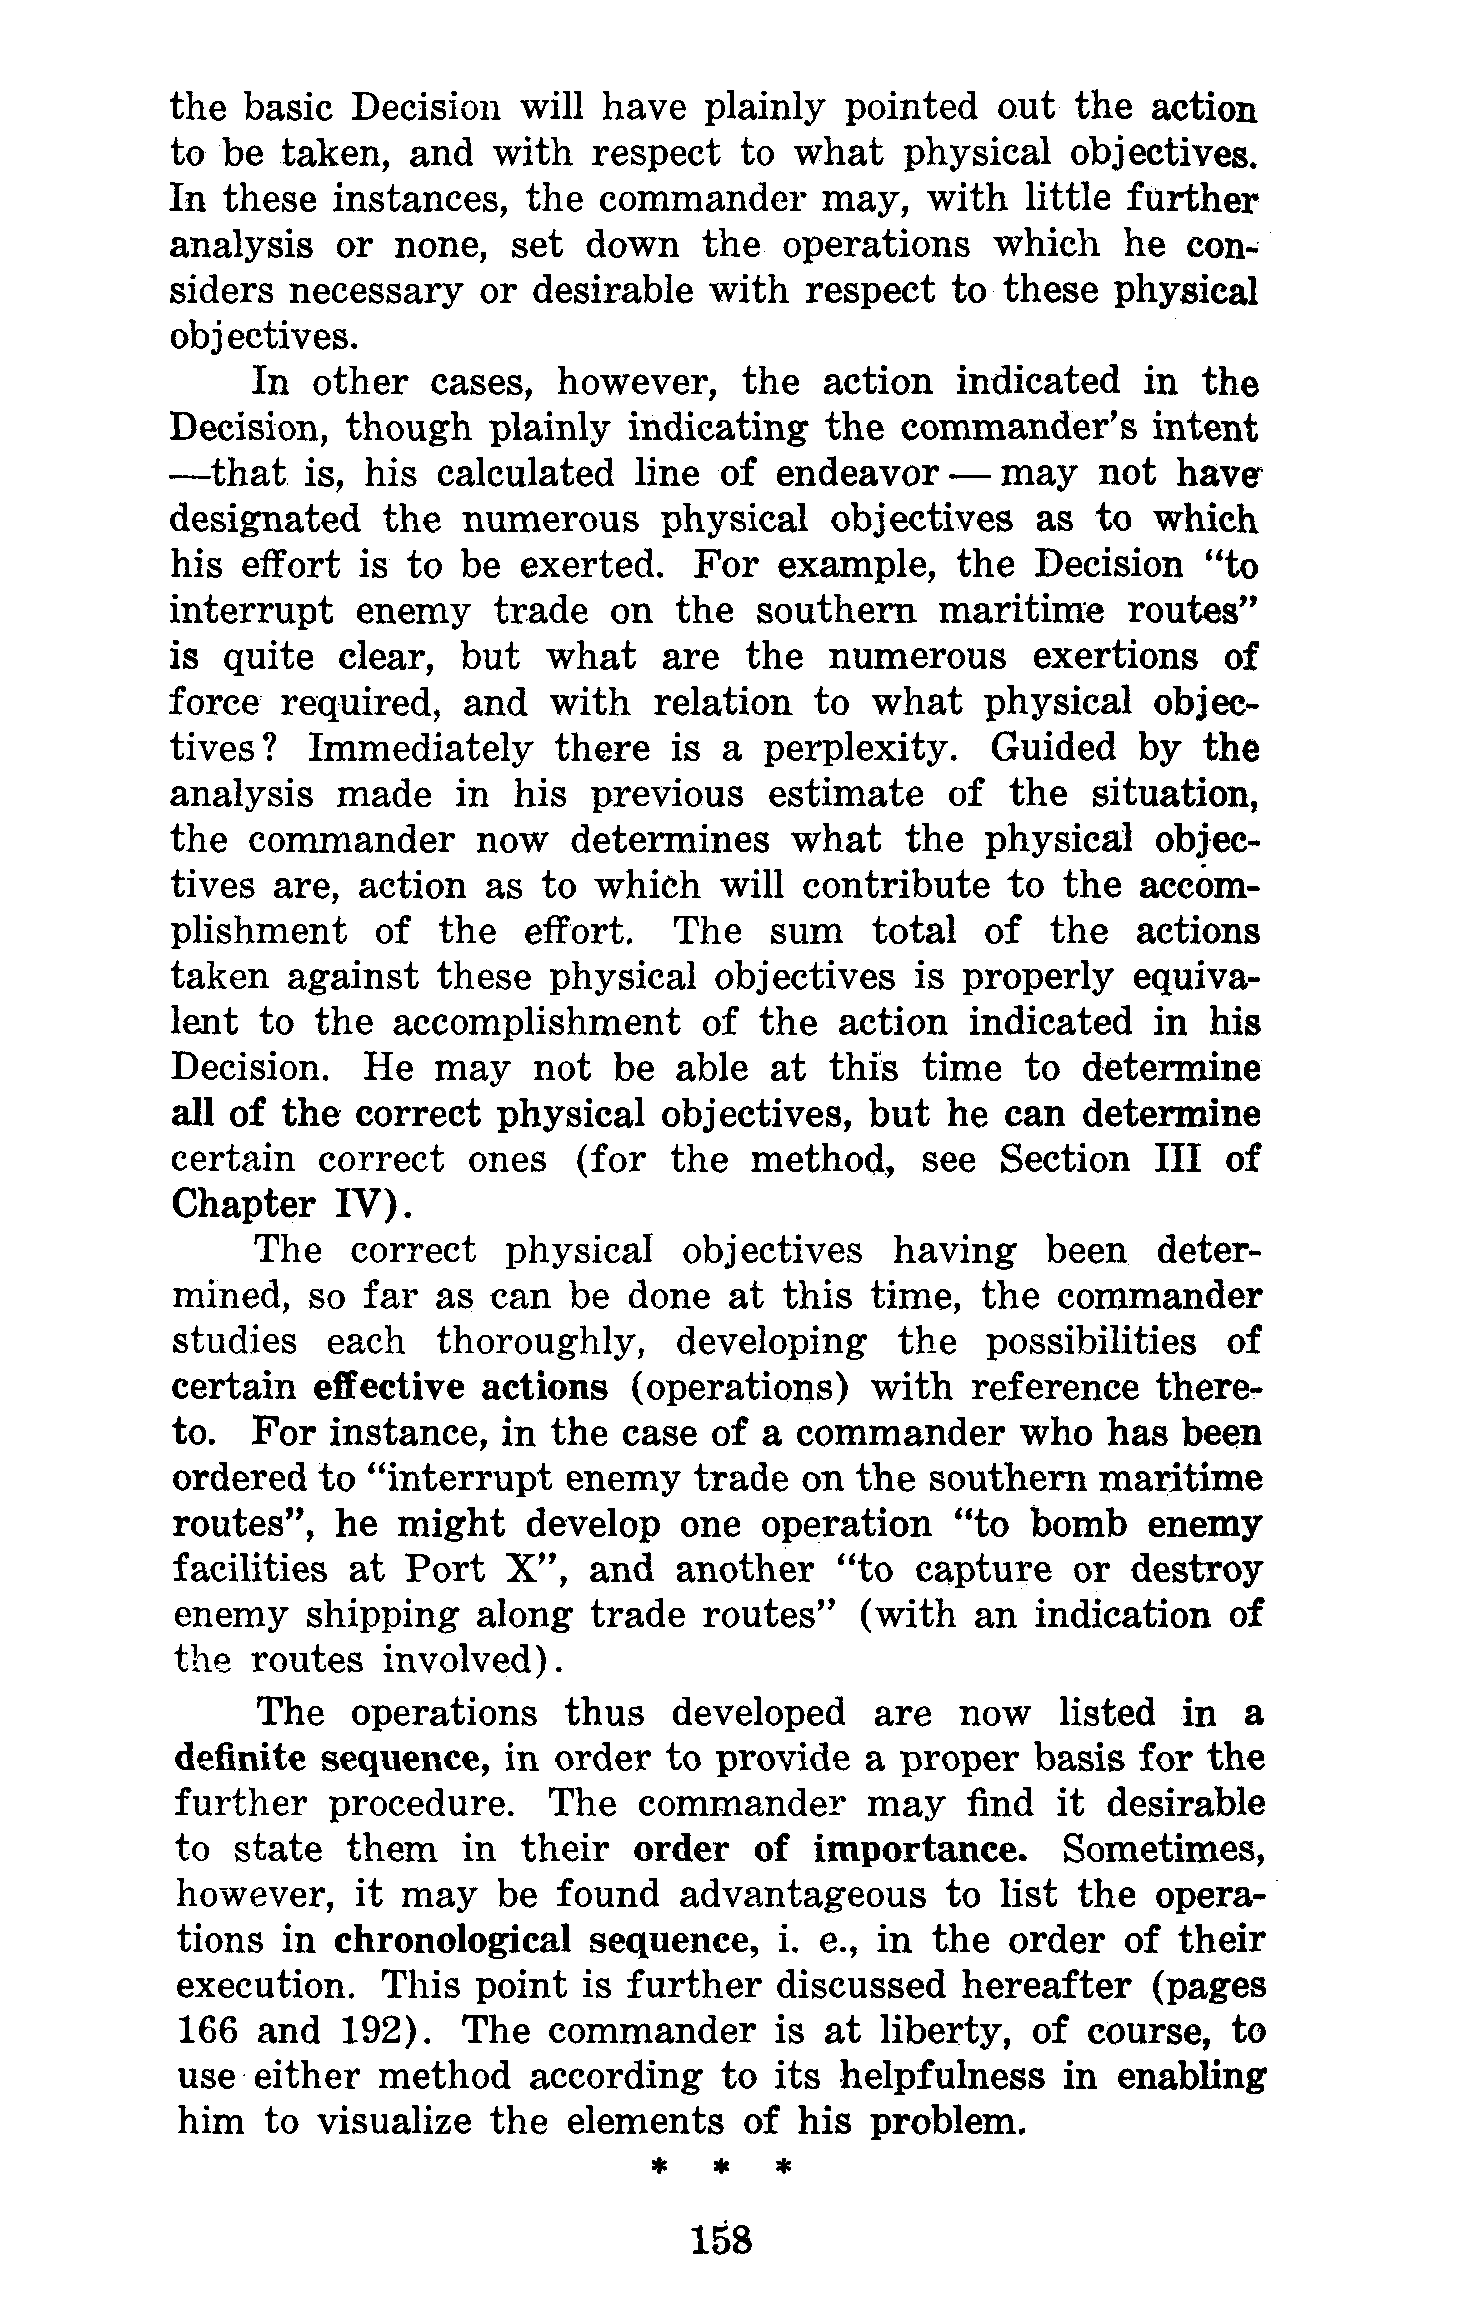 the basic Decision will have plainly pointed out the action
to be taken, and with respect to what physical objectives.
In these instances, the commander may, with little further
analysis or none, set down the operations which he con-
siders necessary or desirable with respect to these physical
objectives.
In other cases, however, the action indicated in the
Decision, though plainly indicating the commander's intent
—that is, his calculated line of endeavor — may not have
designated the numerous physical objectives as to which
his effort is to be exerted. For example, the Decision "to
interrupt enemy trade on the southern maritime routes"
is quite clear, but what are the numerous exertions of
force required, and with relation to what physical objec-
tives? Immediately there is a perplexity. Guided by the
analysis made in his previous estimate of the situation,
the commander now determines what the physical objec-
tives are, action as to which will contribute to the accom-
plishment of the effort. The sum total of the actions
taken against these physical objectives is properly equiva-
lent to the accomplishment of the action indicated in his
Decision. He may not be able at this time to determine
all of the correct physical objectives, but he can determine
certain correct ones (for the method, see Section III of
Chapter IV).
The correct physical objectives having been deter-
mined, so far as can be done at this time, the commander
studies each thoroughly, developing the possibilities of
certain effective actions (operations) with reference there-
to. For instance, in the case of a commander who has been
ordered to "interrupt enemy trade on the southern maritime
routes", he might develop one operation "to bomb enemy
facilities at Port X", and another "to capture or destroy
enemy shipping along trade routes" (with an indication of
the routes involved).
The operations thus developed are now listed in a
definite sequence, in order to provide a proper basis for the
further procedure. The commander may find it desirable
to state them in their order of importance. Sometimes,
however, it may be found advantageous to list the opera-
tions in chronological sequence, i. e., in the order of their
execution. This point is further discussed hereafter (pages
166 and 192). The commander is at liberty, of course, to
use either method according to its helpfulness in enabling
him to visualize the elements of his problem.
* * *
158